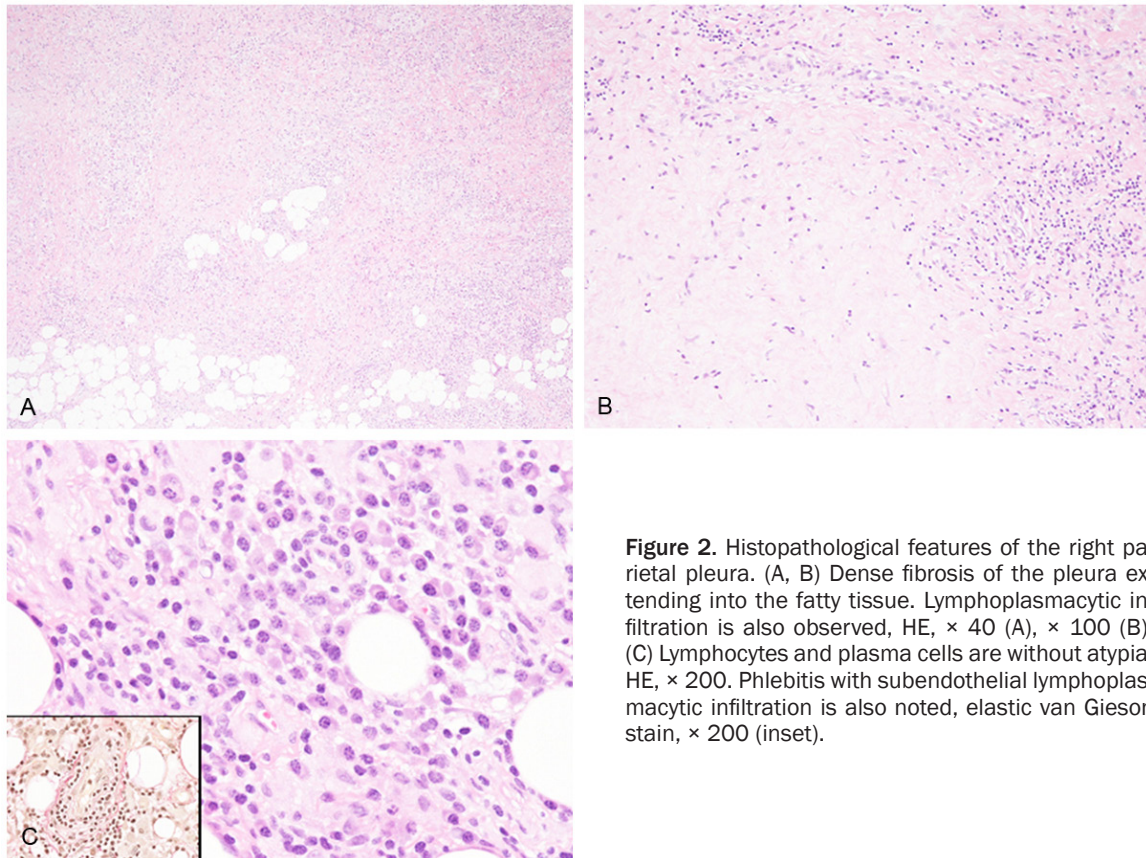 A
B
C
Figure 2. Histopathological features of the right pa
rietal pleura. (A, B) Dense fibrosis of the pleura ex
tending into the fatty tissue. Lymphoplasmacytic in
filtration is also observed, HE, × 40 (A), × 100 (B)
(C) Lymphocytes and plasma cells are without atypia
HE, × 200. Phlebitis with subendothelial lymphoplas
macytic infiltration is also noted, elastic van Gieson
stain, × 200 (inset).